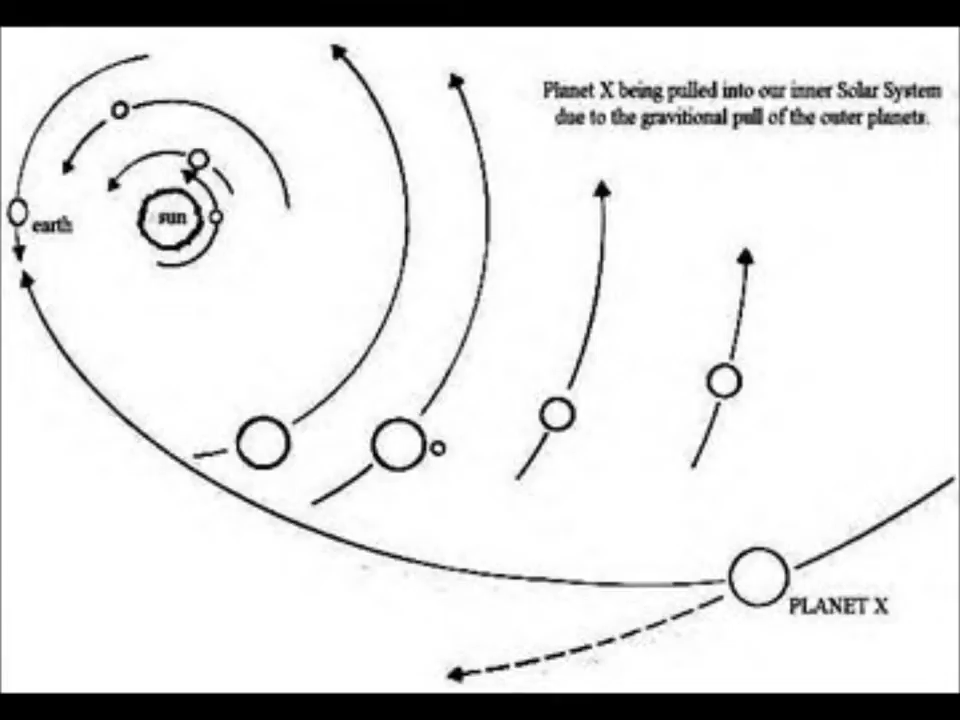 Planet X being pulled into our inner Solar System
due to the gravitional pull of the outer planets.
sun
earth
PLANET X